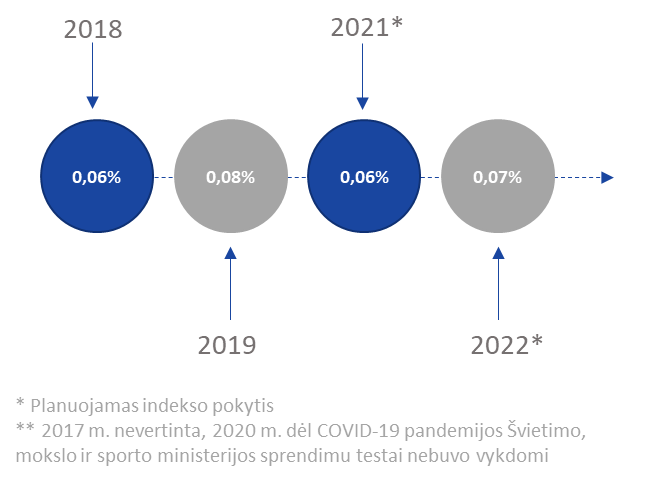 2018
2021*
0,06%
0,08%
0,06%
0,07%
2019
2022*
* Planuojamas indekso pokytis
** 2017 m. nevertinta, 2020 m. dėl COVID-19 pandemijos Švietimo,
mokslo ir sporto ministerijos sprendimu testai nebuvo vykdomi